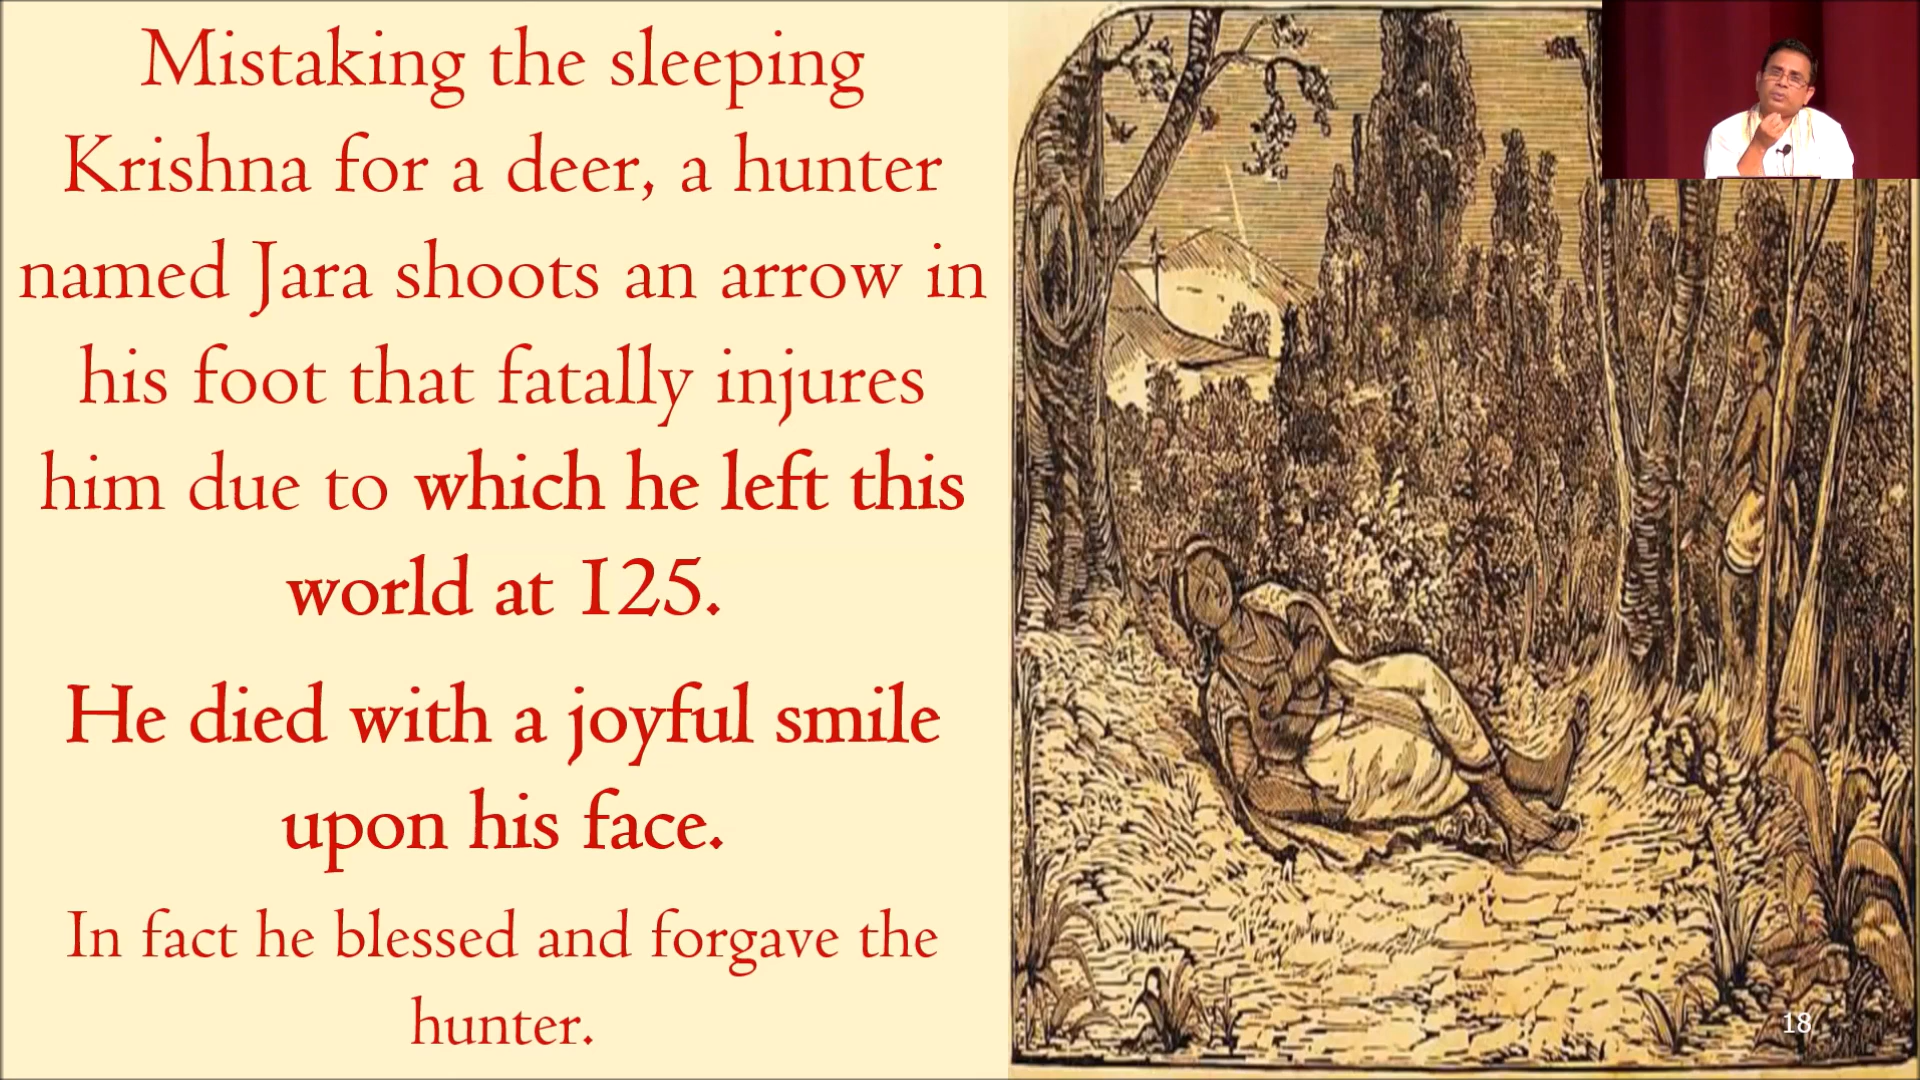 Mistaking the sleeping
Krishna for a deer, a hunter
named Jara shoots an arrow in
his foot that fatally injures
him due to which he left this
world at 125.
He died with a joyful smile
upon his face.
In fact he blessed and forgave the
hunter.
18